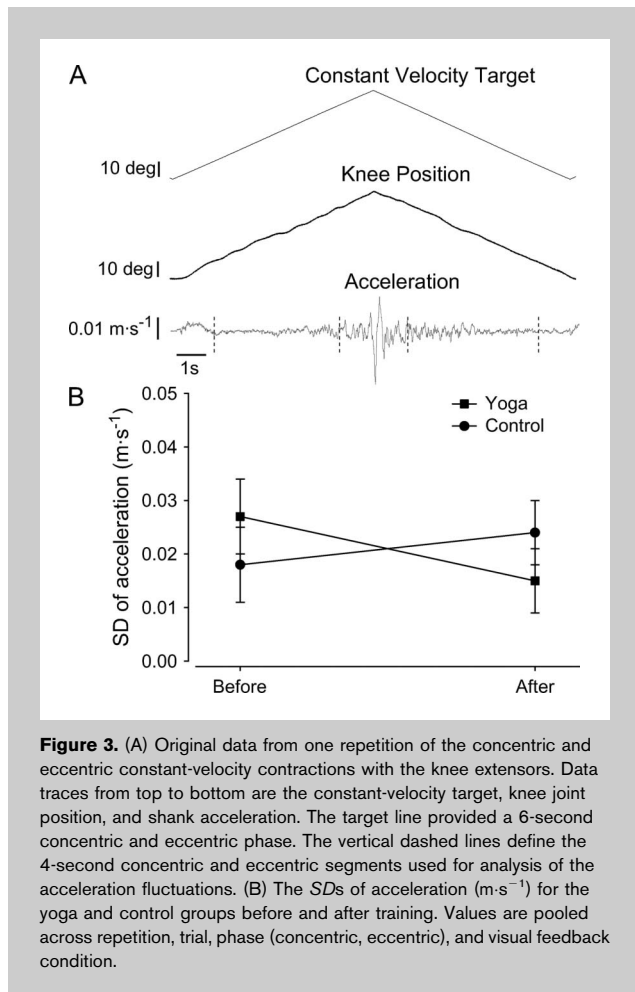 A
Constant Velocity Target
10 deg
Knee Position
10 deg
Acceleration
0.01 m·s⁻¹
1s
B
0.05
0.04
0.03
0.02
0.01
0.00
SD of acceleration (m·s⁻¹)
Yoga
Control
Before
After
Figure 3. (A) Original data from one repetition of the concentric and
eccentric constant-velocity contractions with the knee extensors. Data
traces from top to bottom are the constant-velocity target, knee joint
position, and shank acceleration. The target line provided a 6-second
concentric and eccentric phase. The vertical dashed lines define the
4-second concentric and eccentric segments used for analysis of the
acceleration fluctuations. (B) The SDs of acceleration (m·s⁻¹) for the
yoga and control groups before and after training. Values are pooled
across repetition, trial, phase (concentric, eccentric), and visual feedback
condition.